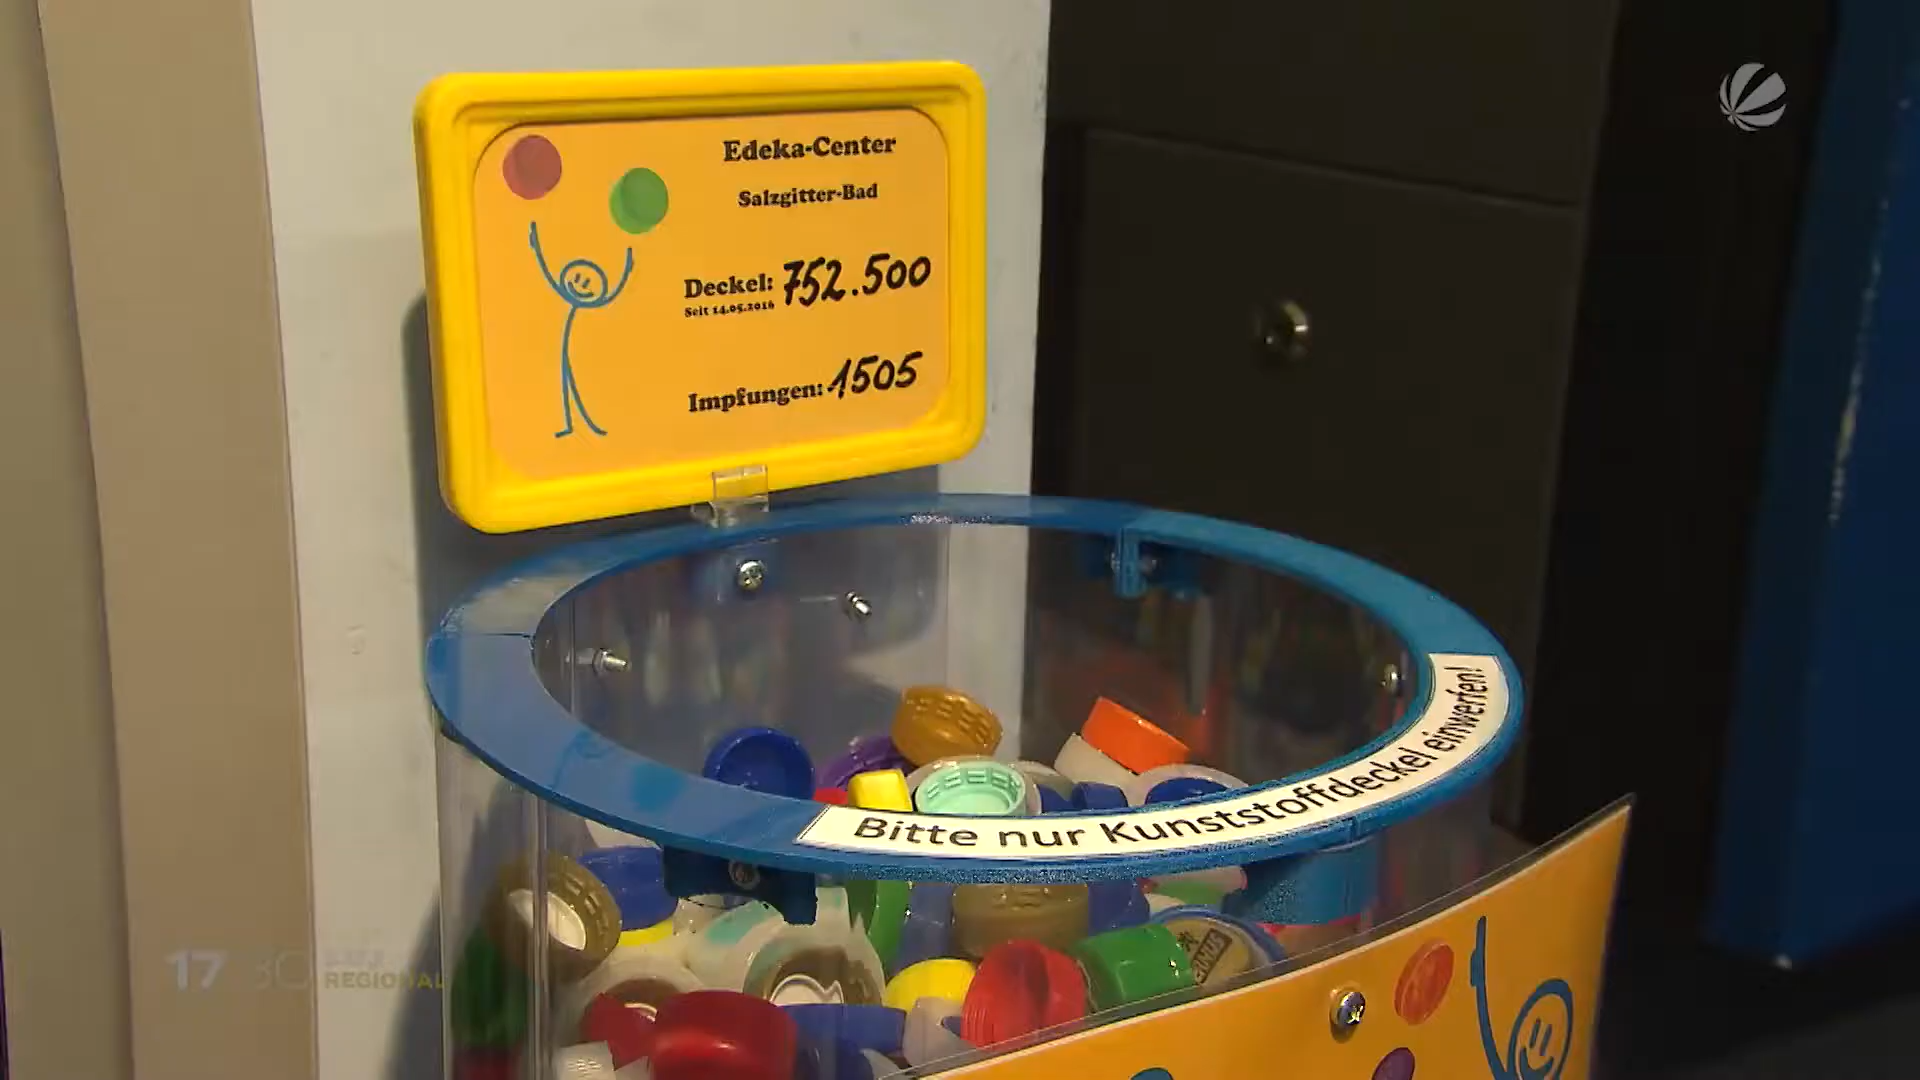 Edeka-Center
Salzgitter-Bad
Deckel: 752.500
Seit 14.05.2016
Impfungen: 1505
Bitte nur Kunststoffdeckel einwerfen!
17 30
REGIONAL